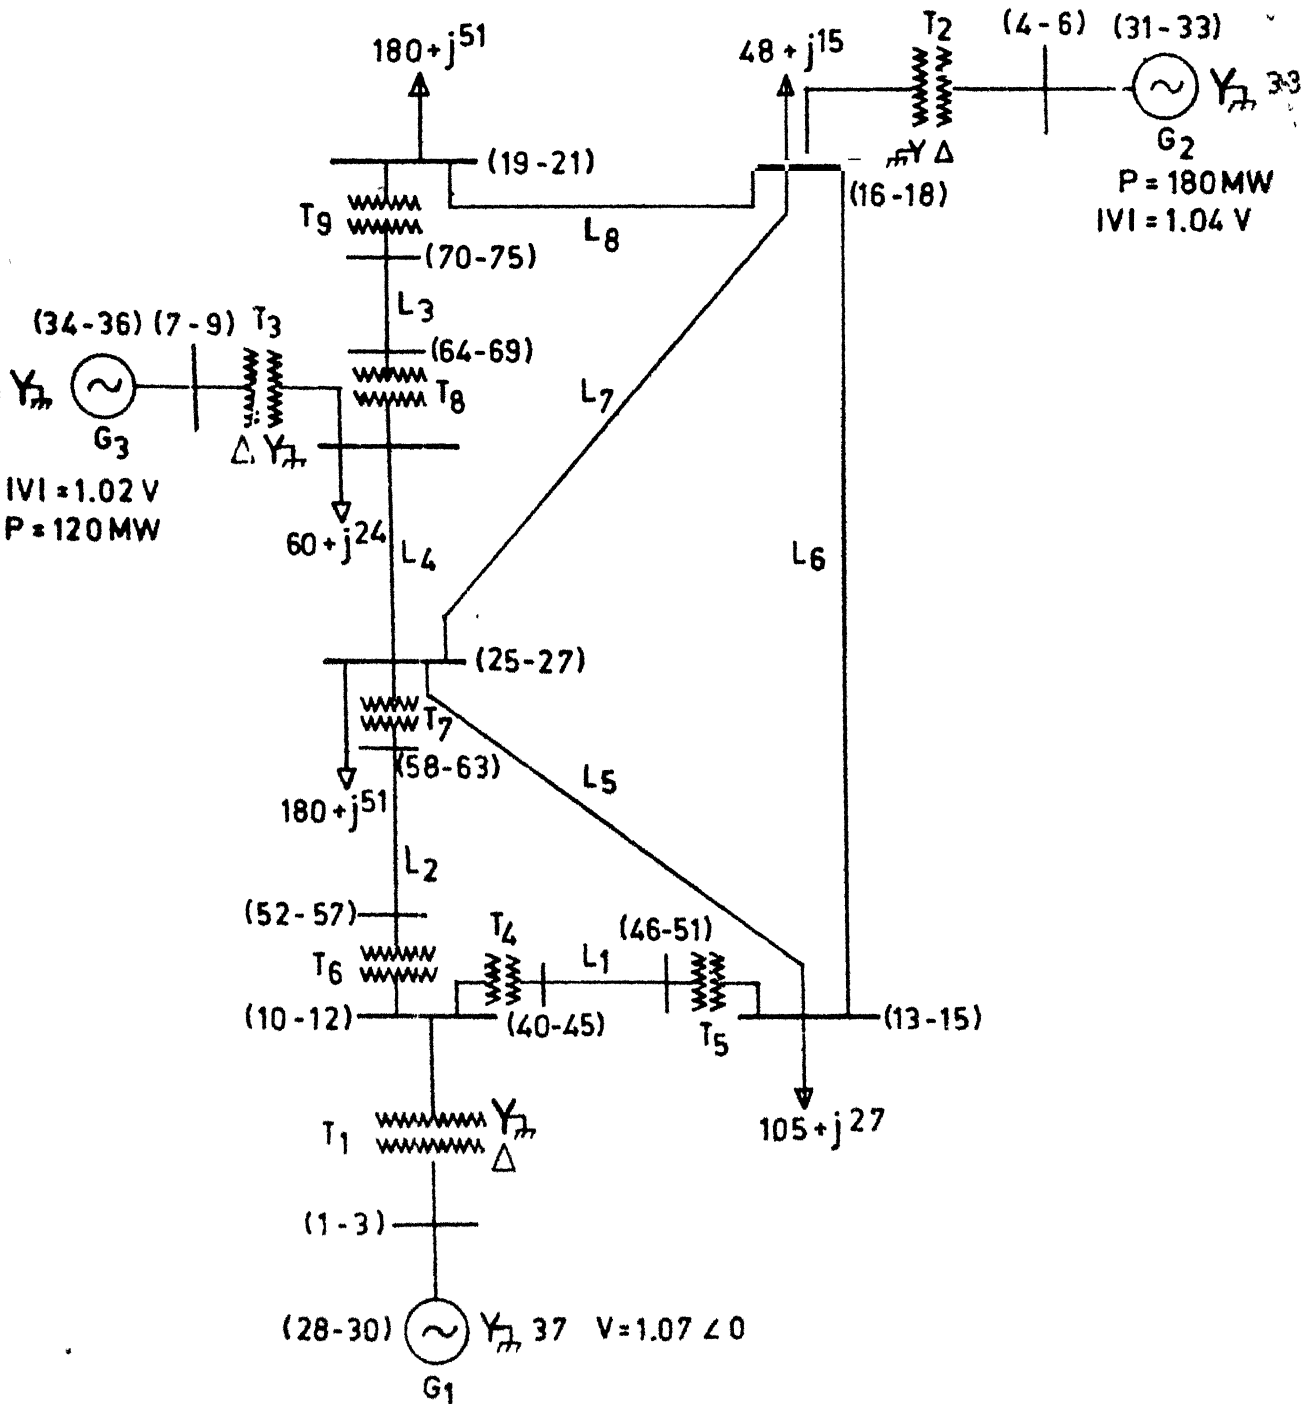 180+j51
48+j15
T2
(4-6) (31-33)
G2
P=180MW
IVI=1.04 V
Y Δ
(19-21)
(16-18)
T9
L8
(70-75)
L3
(34-36) (7-9) T3
(64-69)
T8
L7
Y
G3
Δ Y
IVI=1.02 V
P=120MW
60+j24
L4
L6
(25-27)
T7
(58-63)
L5
180+j51
L2
(52-57)
T4
(46-51)
T6
L1
(10-12)
(40-45)
T5
(13-15)
105+j27
T1
Y
Δ
(1-3)
(28-30)
Y 37 V=1.07 ∠0
G1